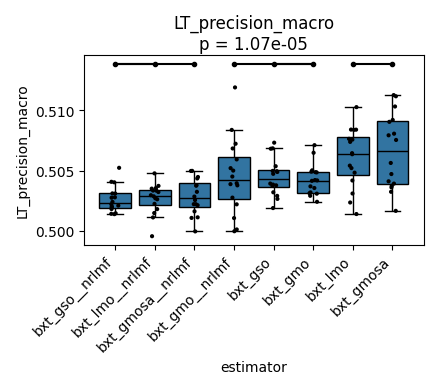 LT_precision_macro
p = 1.07e-05
LT_precision_macro
0.510
0.505
0.500
bxt_gso__nrlmf
bxt_lmo__nrlmf
bxt_gmosa__nrlmf
bxt_gmo__nrlmf
bxt_gso
bxt_gmo
bxt_lmo
bxt_gmosa
estimator